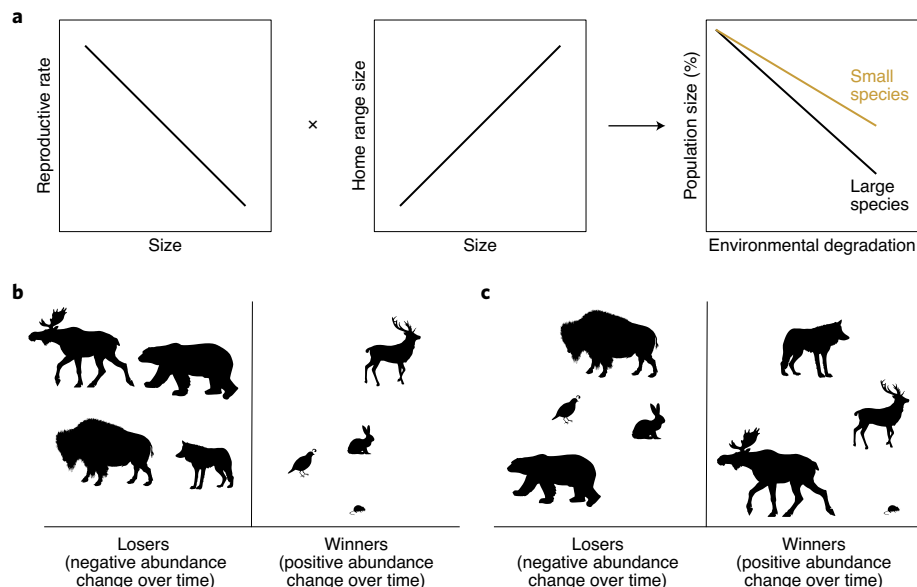 a
Reproductive rate
Size
×
Home range size
Size
Population size (%)
Small
species
Large
species
Environmental degradation
b
Losers
(negative abundance
change over time)
Winners
(positive abundance
change over time)
c
Losers
(negative abundance
change over time)
Winners
(positive abundance
change over time)